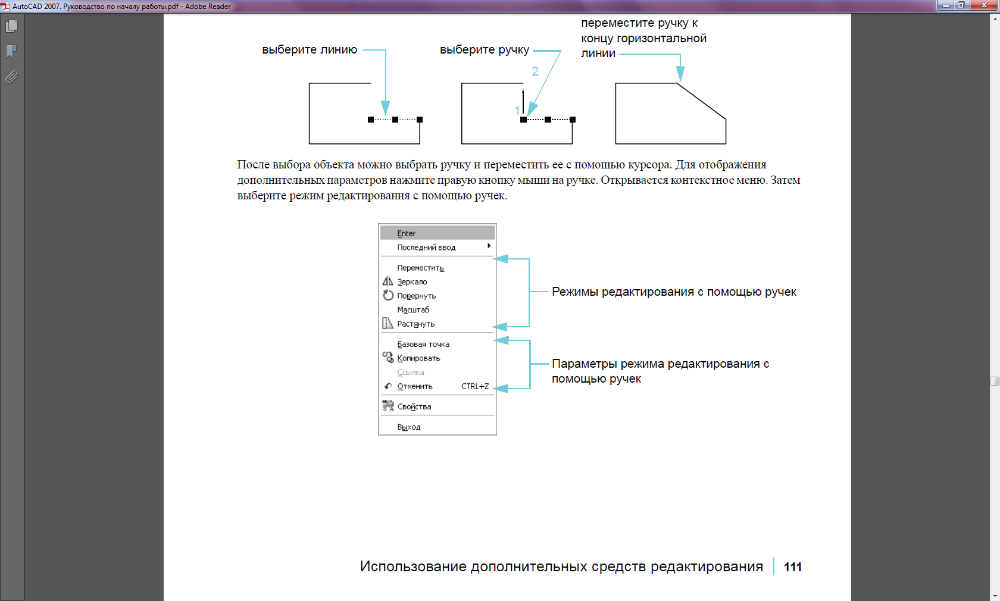 AutoCAD 2007. Руководство по началу работы.pdf - Adobe Reader
переместите ручку к
концу горизонтальной
линии
выберите линию
выберите ручку
2
1
После выбора объекта можно выбрать ручку и переместить ее с помощью курсора. Для отображения
дополнительных параметров нажмите правую кнопку мыши на ручке. Открывается контекстное меню. Затем
выберите режим редактирования с помощью ручек.
Enter
Последний ввод
Переместить
Зеркало
Повернуть
Масштаб
Растянуть
Режимы редактирования с помощью ручек
Базовая точка
Копировать
Ссылка
Отменить CTRL+Z
Параметры режима редактирования с
помощью ручек
Свойства
Выход
Использование дополнительных средств редактирования 111